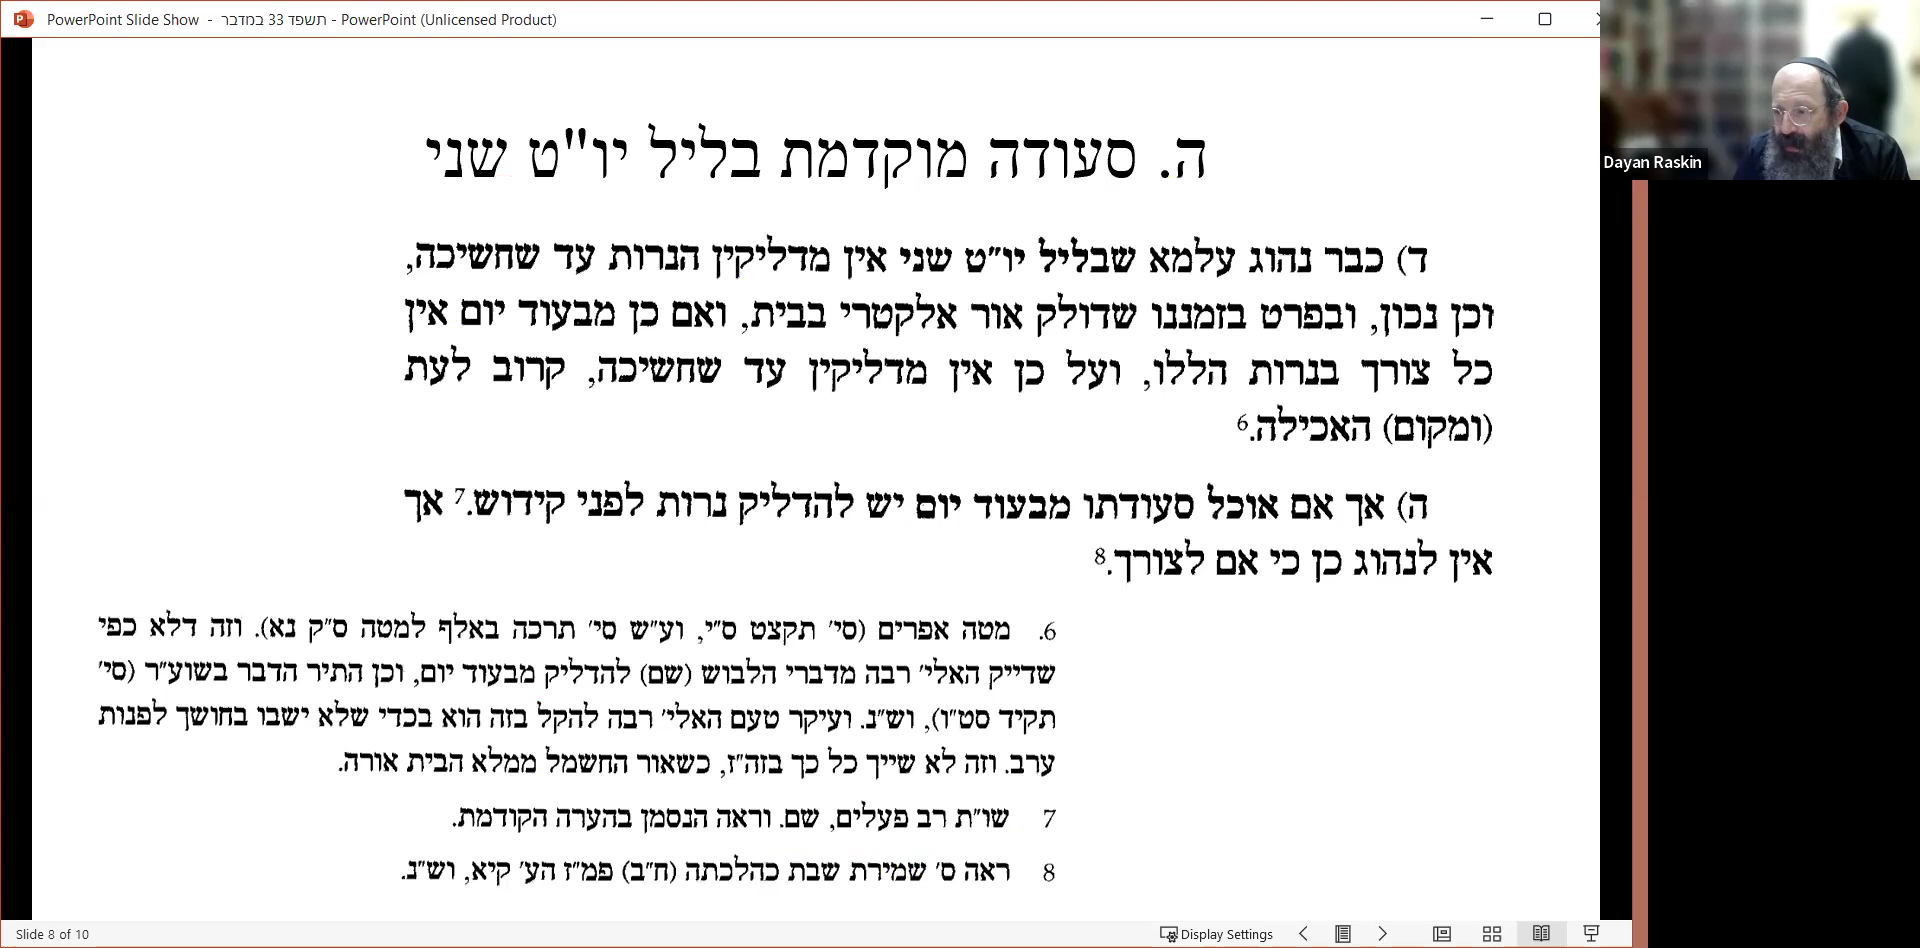 PowerPoint Slide Show - תשפד 33 במדבר - PowerPoint (Unlicensed Product)
Dayan Raskin
ה. סעודה מוקדמת בליל יו"ט שני
ד) כבר נהוג עלמא שבליל יו"ט שני אין מדליקין הנרות עד שחשיכה,
וכן נכון, ובפרט בזמננו שדולק אור אלקטרי בבית, ואם כן מבעוד יום אין
כל צורך בנרות הללו, ועל כן אין מדליקין עד שחשיכה, קרוב לעת
(ומקום) האכילה.6
ה) אך אם אוכל סעודתו מבעוד יום יש להדליק נרות לפני קידוש.7 אך
אין לנהוג כן כי אם לצורך.8
6. מטה אפרים (סי' תקצט ס"י, וע"ש סי' תרכה באלף למטה ס"ק נא). וזה דלא כפי
שדייק האלי' רבה מדברי הלבוש (שם) להדליק מבעוד יום, וכן התיר הדבר בשוע"ר (סי'
תקיד סט"ו), וש"נ. ועיקר טעם האלי' רבה להקל בזה הוא בכדי שלא ישבו בחושך לפנות
ערב. וזה לא שייך כל כך בזה"ז, כשאור החשמל ממלא הבית אורה.
7 שו"ת רב פעלים, שם. וראה הנסמן בהערה הקודמת.
8 ראה ס' שמירת שבת כהלכתה (ח"ב) פמ"ז הע' קיא, וש"נ.
Slide 8 of 10
Display Settings